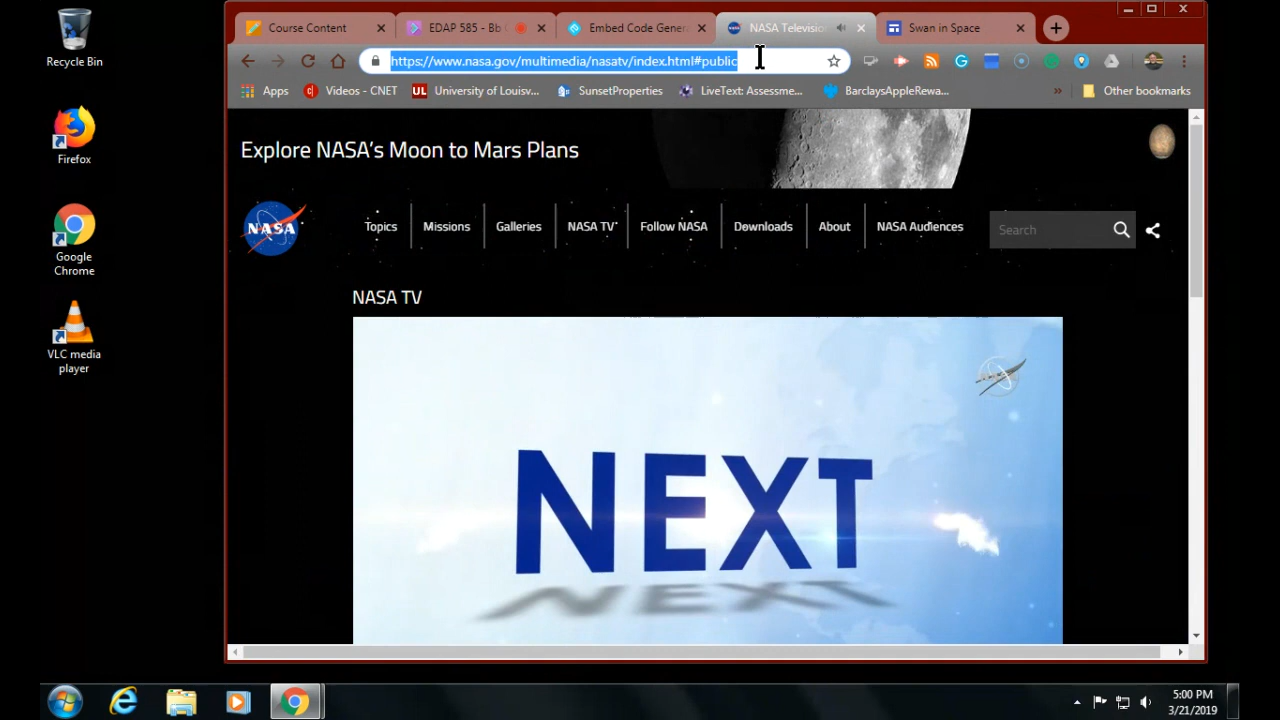 Recycle Bin
Firefox
Google
Chrome
VLC media
player
Course Content
EDAP 585 - Bb C
Embed Code Genera
NASA Televisio
Swan in Space
https://www.nasa.gov/multimedia/nasatv/index.html#public
Apps
Videos - CNET
UL University of Louisv...
SunsetProperties
LiveText: Assessme...
BarclaysAppleRewa...
»
Other bookmarks
Explore NASA's Moon to Mars Plans
NASA
Topics
Missions
Galleries
NASA TV
Follow NASA
Downloads
About
NASA Audiences
Search
NASA TV
NASA
NEXT
5:00 PM
3/21/2019